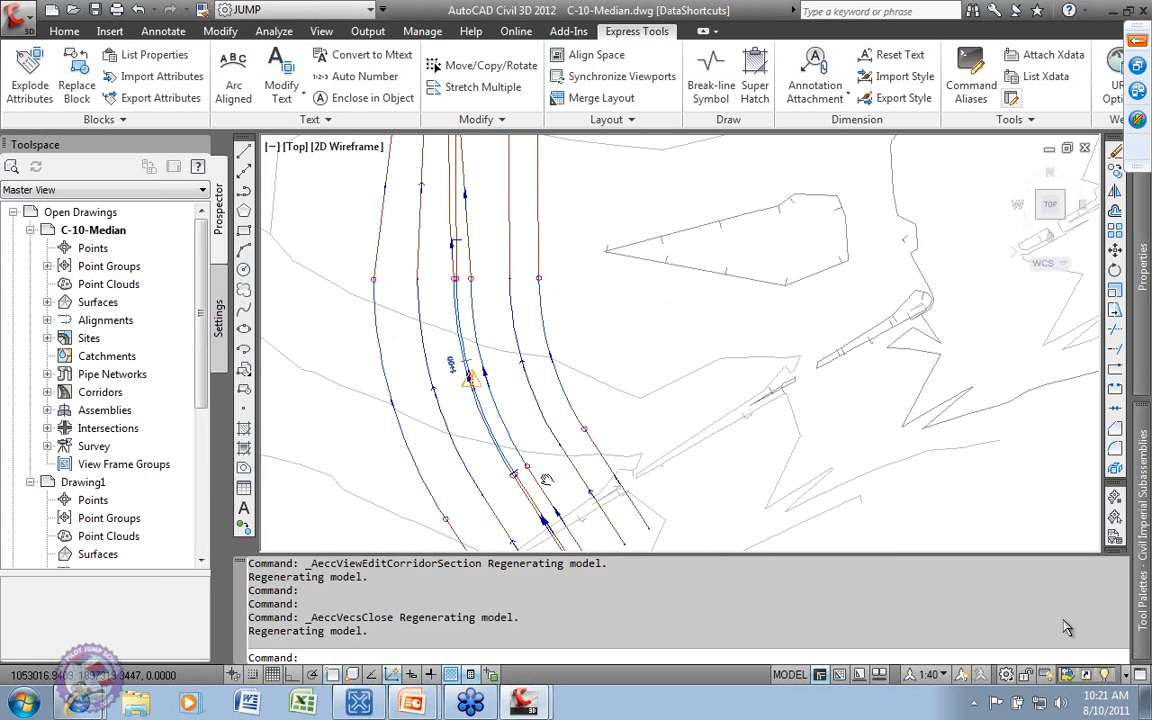 JUMP
AutoCAD Civil 3D 2012
C-10-Median.dwg [DataShortcuts]
Type a keyword or phrase
Home
Insert
Annotate
Modify
Analyze
View
Output
Manage
Help
Online
Add-Ins
Express Tools
3D
Explode
Attributes
Replace
Block
List Properties
Import Attributes
Export Attributes
Blocks
ABC
Arc
Aligned
Modify
Text
Convert to Mtext
Auto Number
Enclose in Object
Text
Move/Copy/Rotate
Stretch Multiple
Modify
Align Space
Synchronize Viewports
Merge Layout
Layout
Break-line
Symbol
Super
Hatch
Draw
Annotation
Attachment
Reset Text
Import Style
Export Style
Dimension
Command
Aliases
Attach Xdata
List Xdata
Tools
UR
Opti
We
Toolspace
Master View
Open Drawings
C-10-Median
Points
Point Groups
Point Clouds
Surfaces
Alignments
Sites
Catchments
Pipe Networks
Corridors
Assemblies
Intersections
Survey
View Frame Groups
Drawing1
Points
Point Groups
Point Clouds
Surfaces
Prospector
Settings
[−] [Top] [2D Wireframe]
N
W
TOP
E
WCS
Properties
Tool Palettes - Civil Imperial Subassemblies
Command: _AeccViewEditCorridorSection Regenerating model.
Regenerating model.
Command:
Command:
Command: _AeccVecsClose Regenerating model.
Regenerating model.
Command:
MODEL
1:40
10:21 AM
8/10/2011